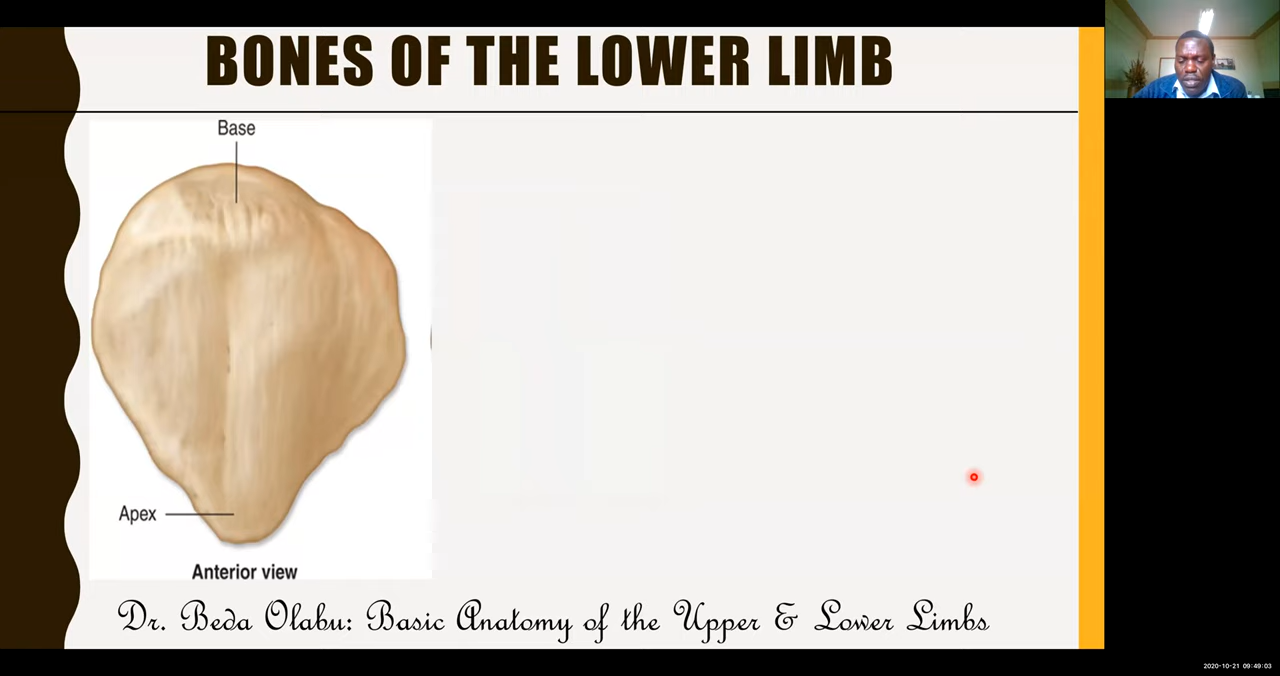 BONES OF THE LOWER LIMB
Base
Apex
Anterior view
Dr. Beda Olabu: Basic Anatomy of the Upper & Lower Limbs
2020-10-21 09:49:03